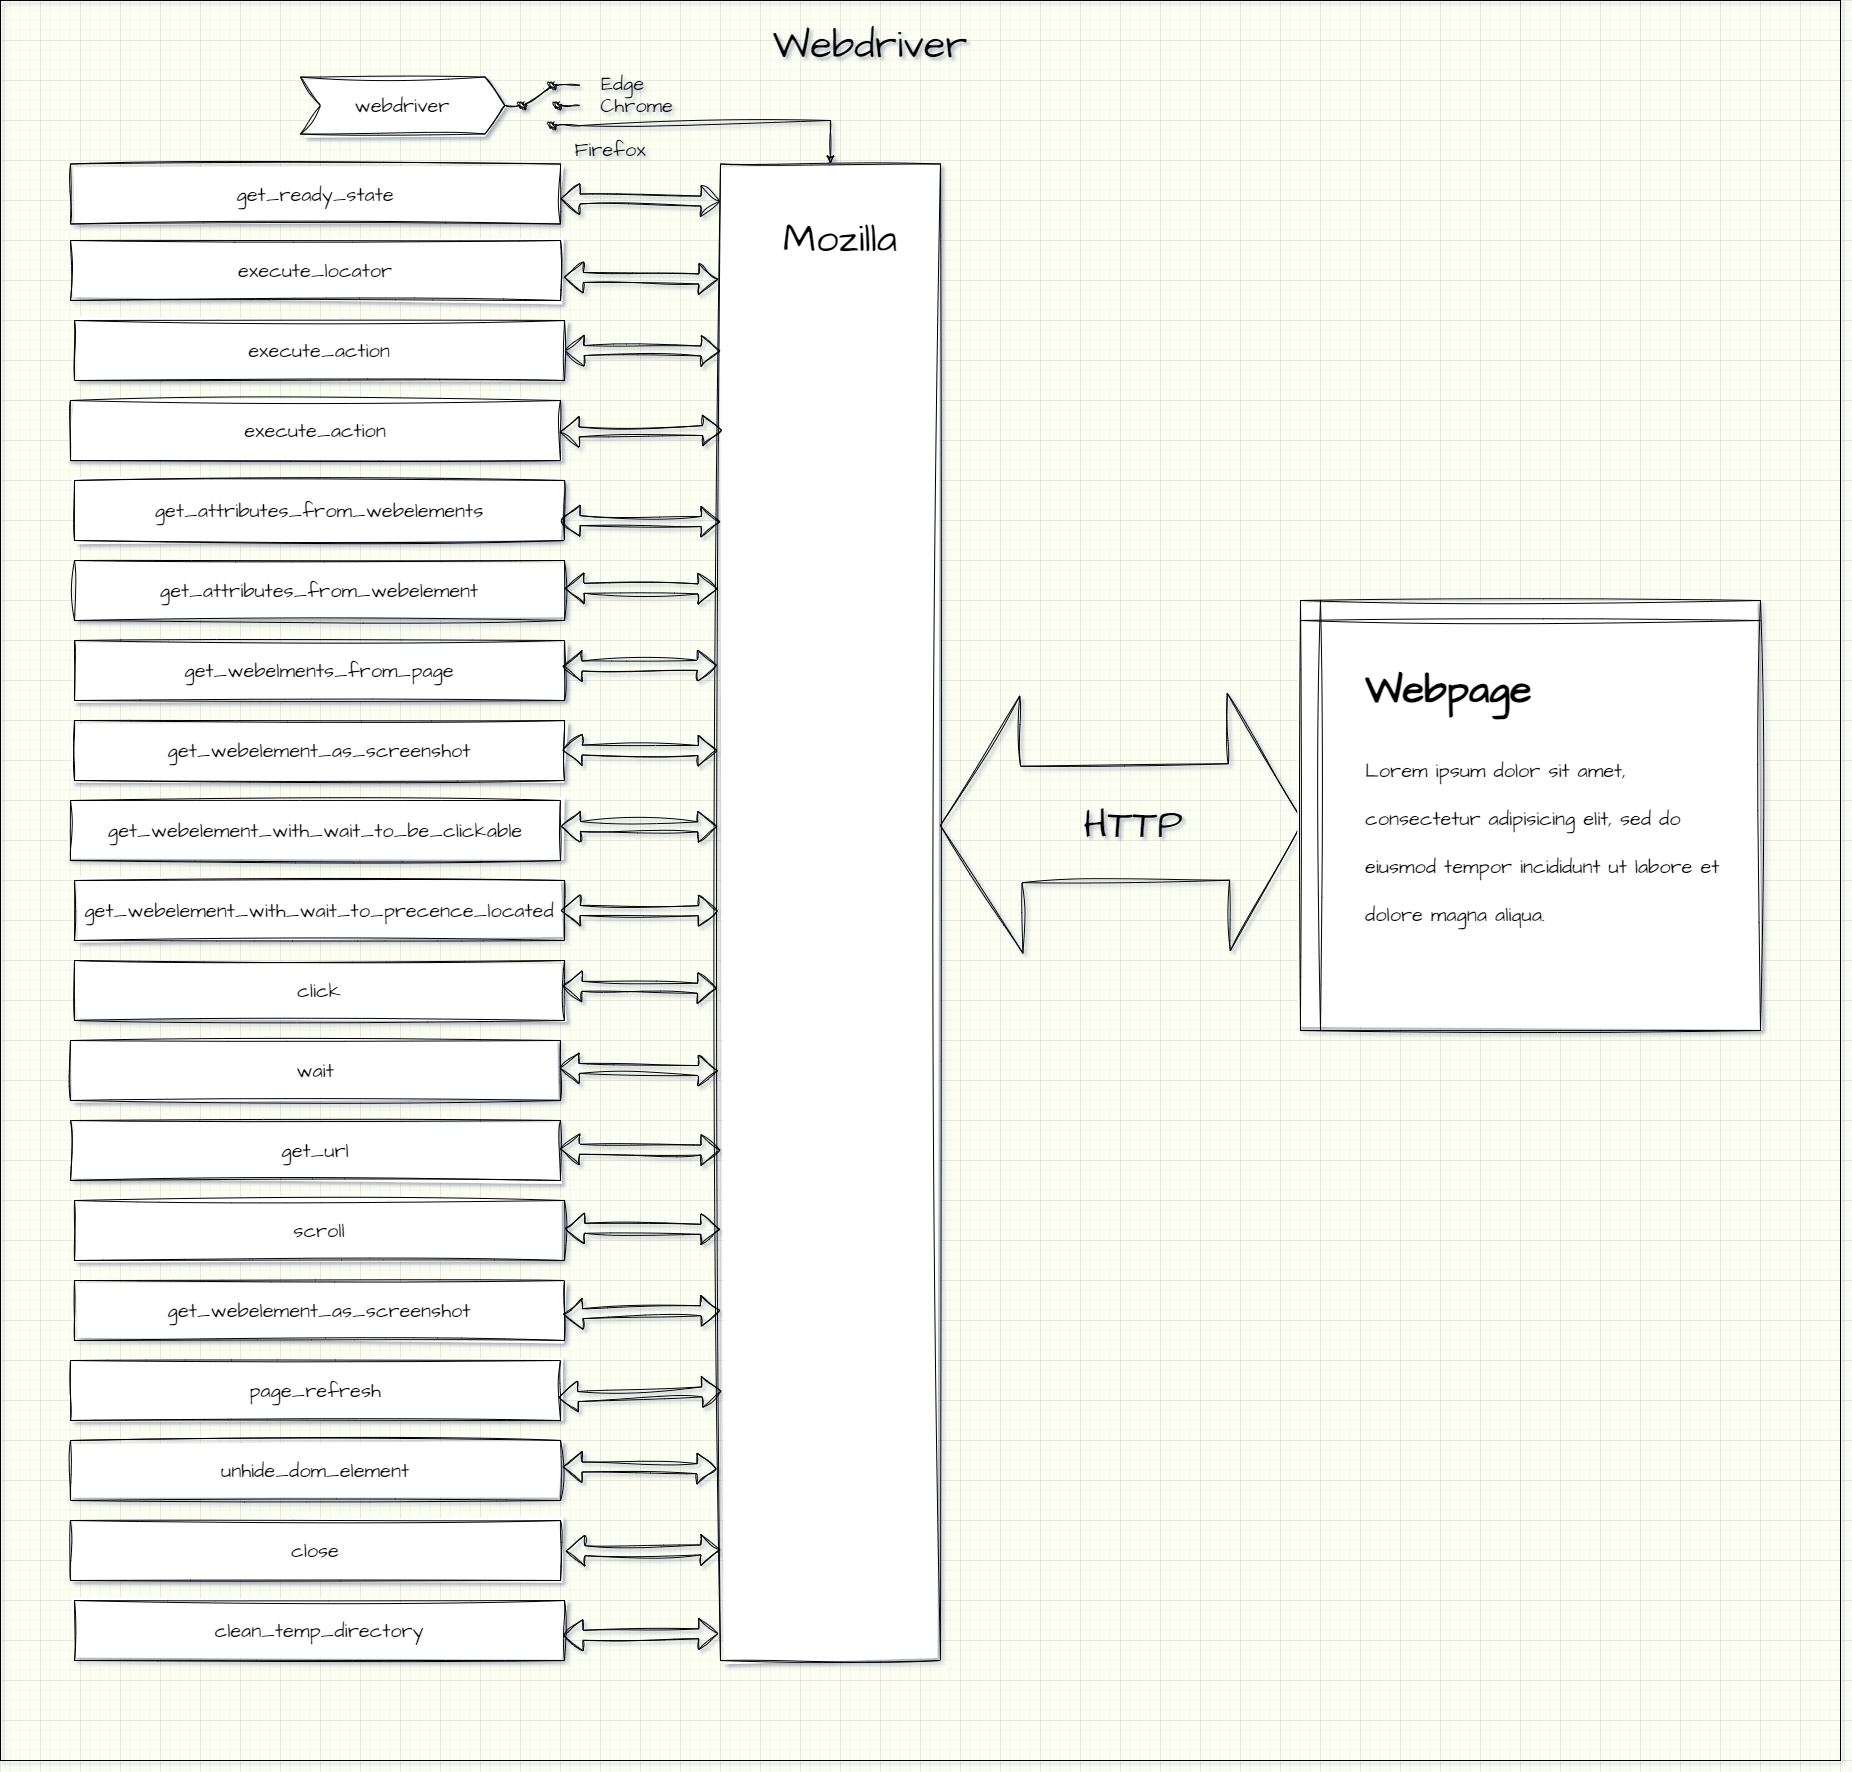 Webdriver
webdriver
Edge
Chrome
Firefox
get_ready_state
Mozilla
execute_locator
execute_action
execute_action
get_attributes_from_webelements
get_attributes_from_webelement
get_webelments_from_page
get_webelement_as_screenshot
get_webelement_with_wait_to_be_clickable
get_webelement_with_wait_to_precence_located
click
wait
get_url
scroll
get_webelement_as_screenshot
page_refresh
unhide_dom_element
close
clean_temp_directory
HTTP
Webpage
Lorem ipsum dolor sit amet,
consectetur adipisicing elit, sed do
eiusmod tempor incididunt ut labore et
dolore magna aliqua.